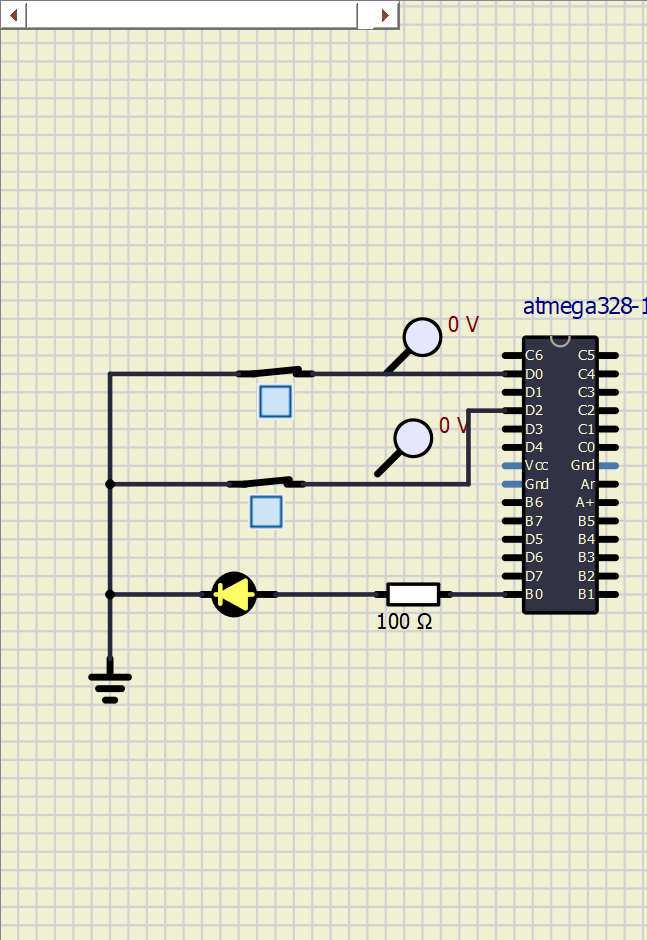 atmega328-1
0 V
C6 C5
D0 C4
D1 C3
D2 C2
0 V
D3 C1
D4 C0
Vcc Gnd
Gnd Ar
B6 A+
B7 B5
D5 B4
D6 B3
D7 B2
B0 B1
100 Ω